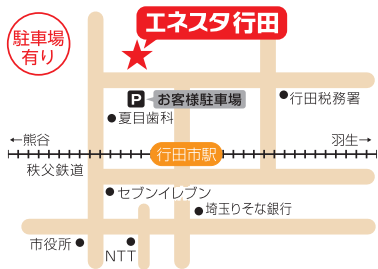 駐車場
有り
エネスタ行田
P
お客様駐車場
行田税務署
夏目歯科
←熊谷
羽生→
行田市駅
秩父鉄道
セブンイレブン
埼玉りそな銀行
市役所
NTT